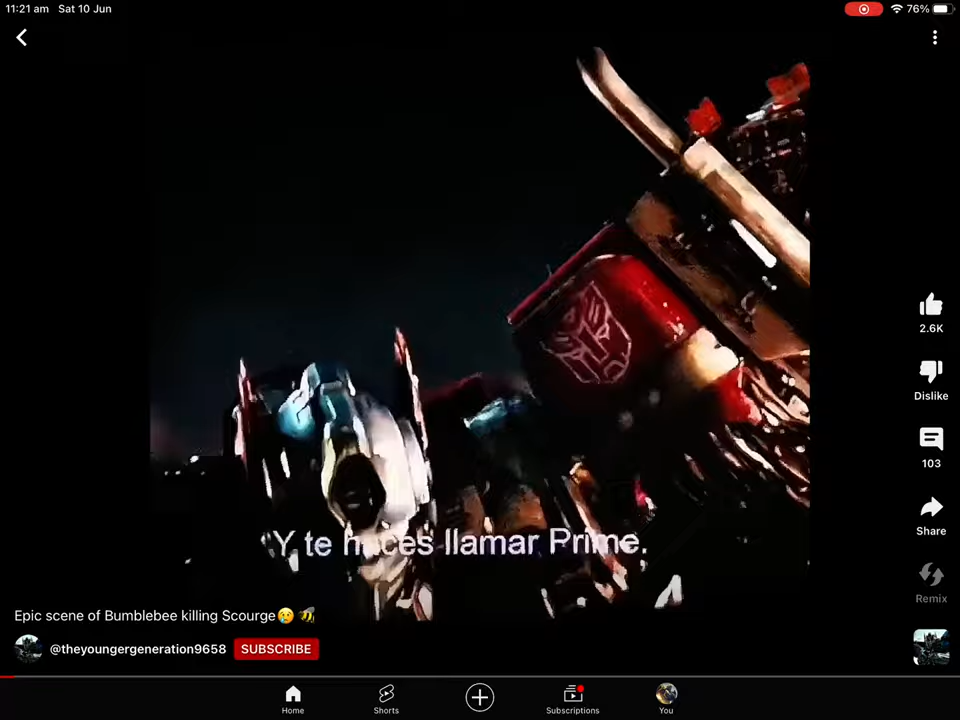 11:21 am Sat 10 Jun
76%
Y te haces llamar Prime.
2.6K
Dislike
103
Share
Remix
Epic scene of Bumblebee killing Scourge😢 🐝
@theyoungergeneration9658 SUBSCRIBE
Home Shorts Subscriptions You